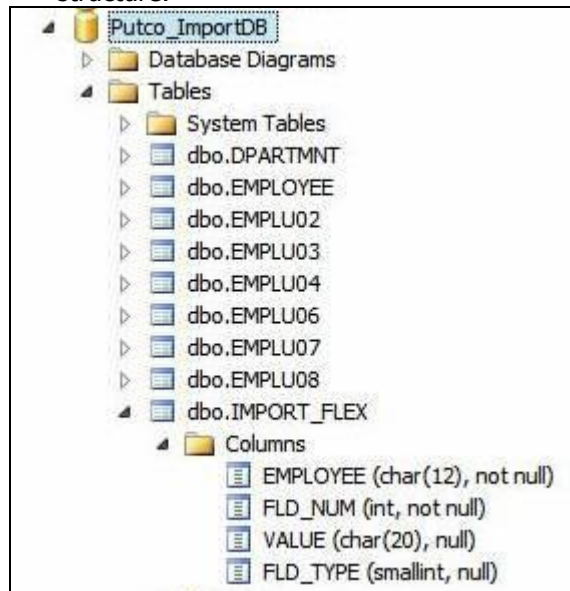 structure.
Putco_ImportDB
Database Diagrams
Tables
System Tables
dbo.DPARTMNT
dbo.EMPLOYEE
dbo.EMPLU02
dbo.EMPLU03
dbo.EMPLU04
dbo.EMPLU06
dbo.EMPLU07
dbo.EMPLU08
dbo.IMPORT_FLEX
Columns
EMPLOYEE (char(12), not null)
FLD_NUM (int, not null)
VALUE (char(20), null)
FLD_TYPE (smallint, null)